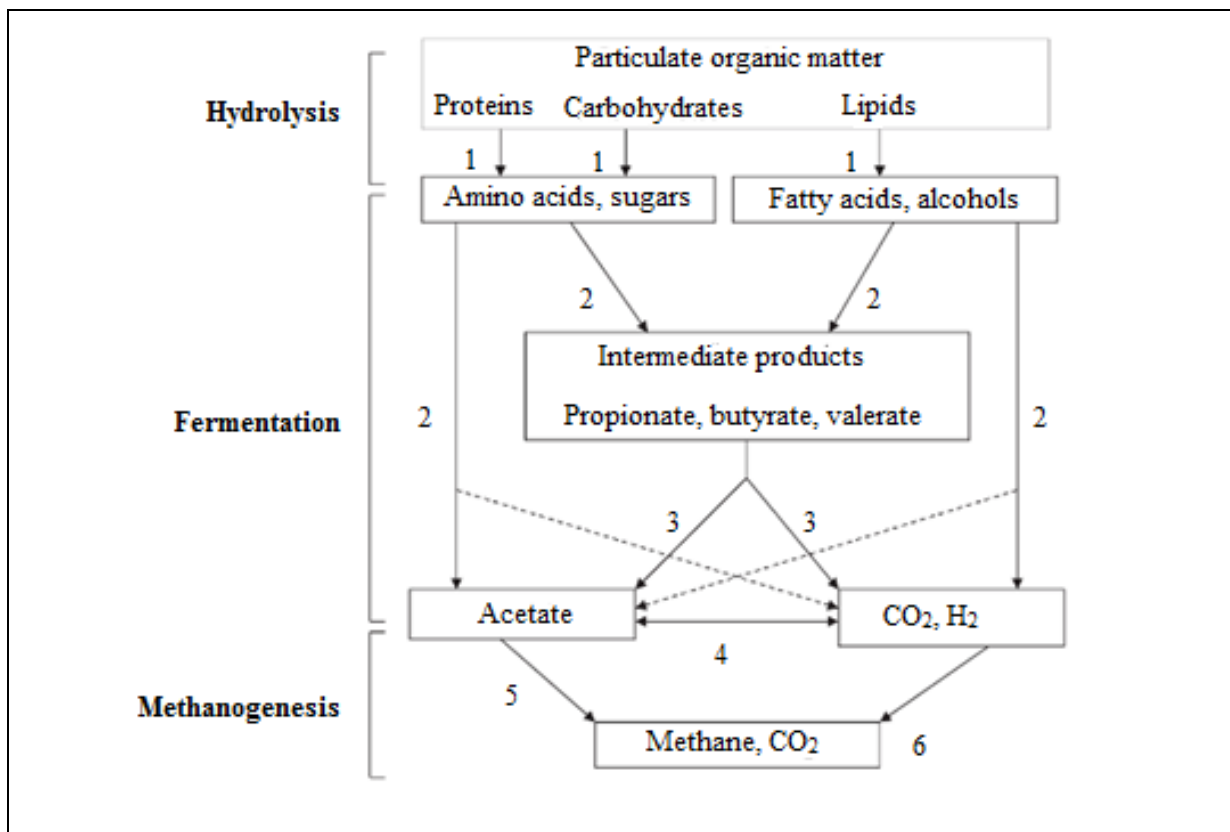 Particulate organic matter
Hydrolysis
Proteins Carbohydrates Lipids
1 1 1
Amino acids, sugars Fatty acids, alcohols
2 2
Intermediate products
Propionate, butyrate, valerate
Fermentation 2 2
3 3
Acetate CO2, H2
4
5
Methanogenesis
Methane, CO2 6